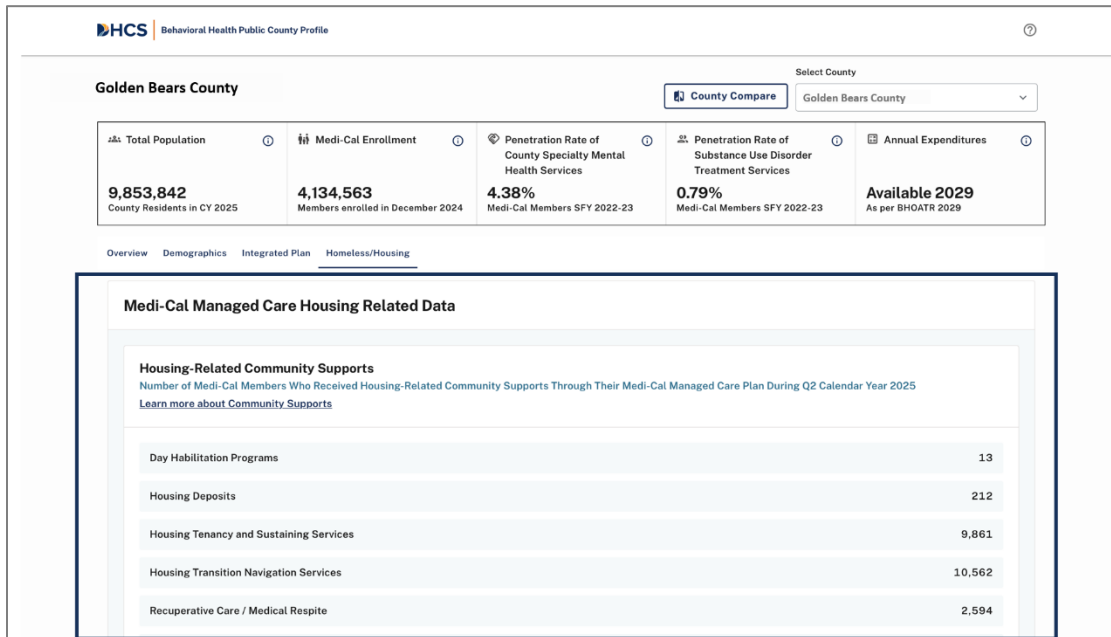 DHCS Behavioral Health Public County Profile
Golden Bears County
Select County
County Compare
Golden Bears County
Total Population
9,853,842
County Residents in CY 2025
Medi-Cal Enrollment
4,134,563
Members enrolled in December 2024
Penetration Rate of
County Specialty Mental
Health Services
4.38%
Medi-Cal Members SFY 2022-23
Penetration Rate of
Substance Use Disorder
Treatment Services
0.79%
Medi-Cal Members SFY 2022-23
Annual Expenditures
Available 2029
As per BHOATR 2029
Overview Demographics Integrated Plan Homeless/Housing
Medi-Cal Managed Care Housing Related Data
Housing-Related Community Supports
Number of Medi-Cal Members Who Received Housing-Related Community Supports Through Their Medi-Cal Managed Care Plan During Q2 Calendar Year 2025
Learn more about Community Supports
Day Habilitation Programs 13
Housing Deposits 212
Housing Tenancy and Sustaining Services 9,861
Housing Transition Navigation Services 10,562
Recuperative Care / Medical Respite 2,594